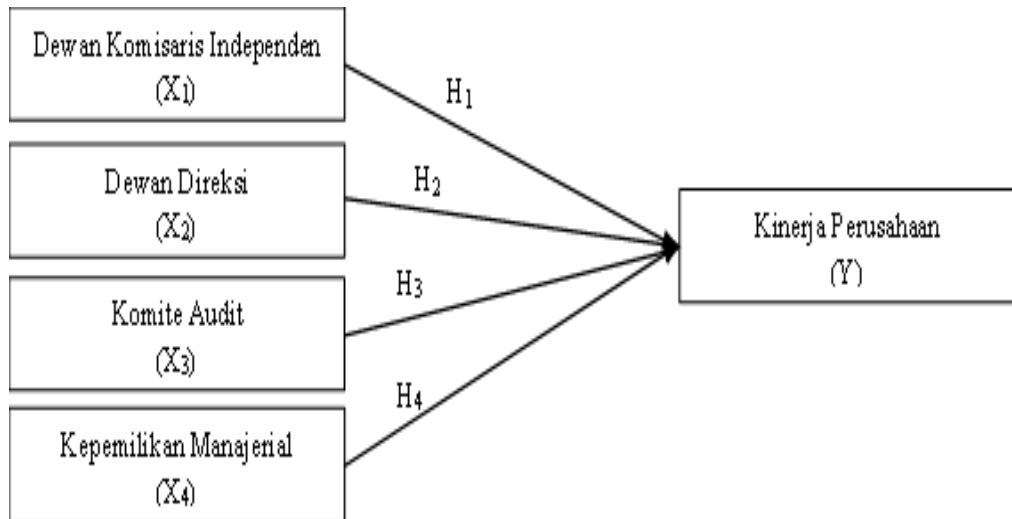 Dewan Komisaris Independen
(X1)
H1
Dewan Direksi
(X2)
H2
Kinerja Perusahaan
(Y)
Komite Audit
(X3)
H3
Kepemilikan Manajerial
(X4)
H4